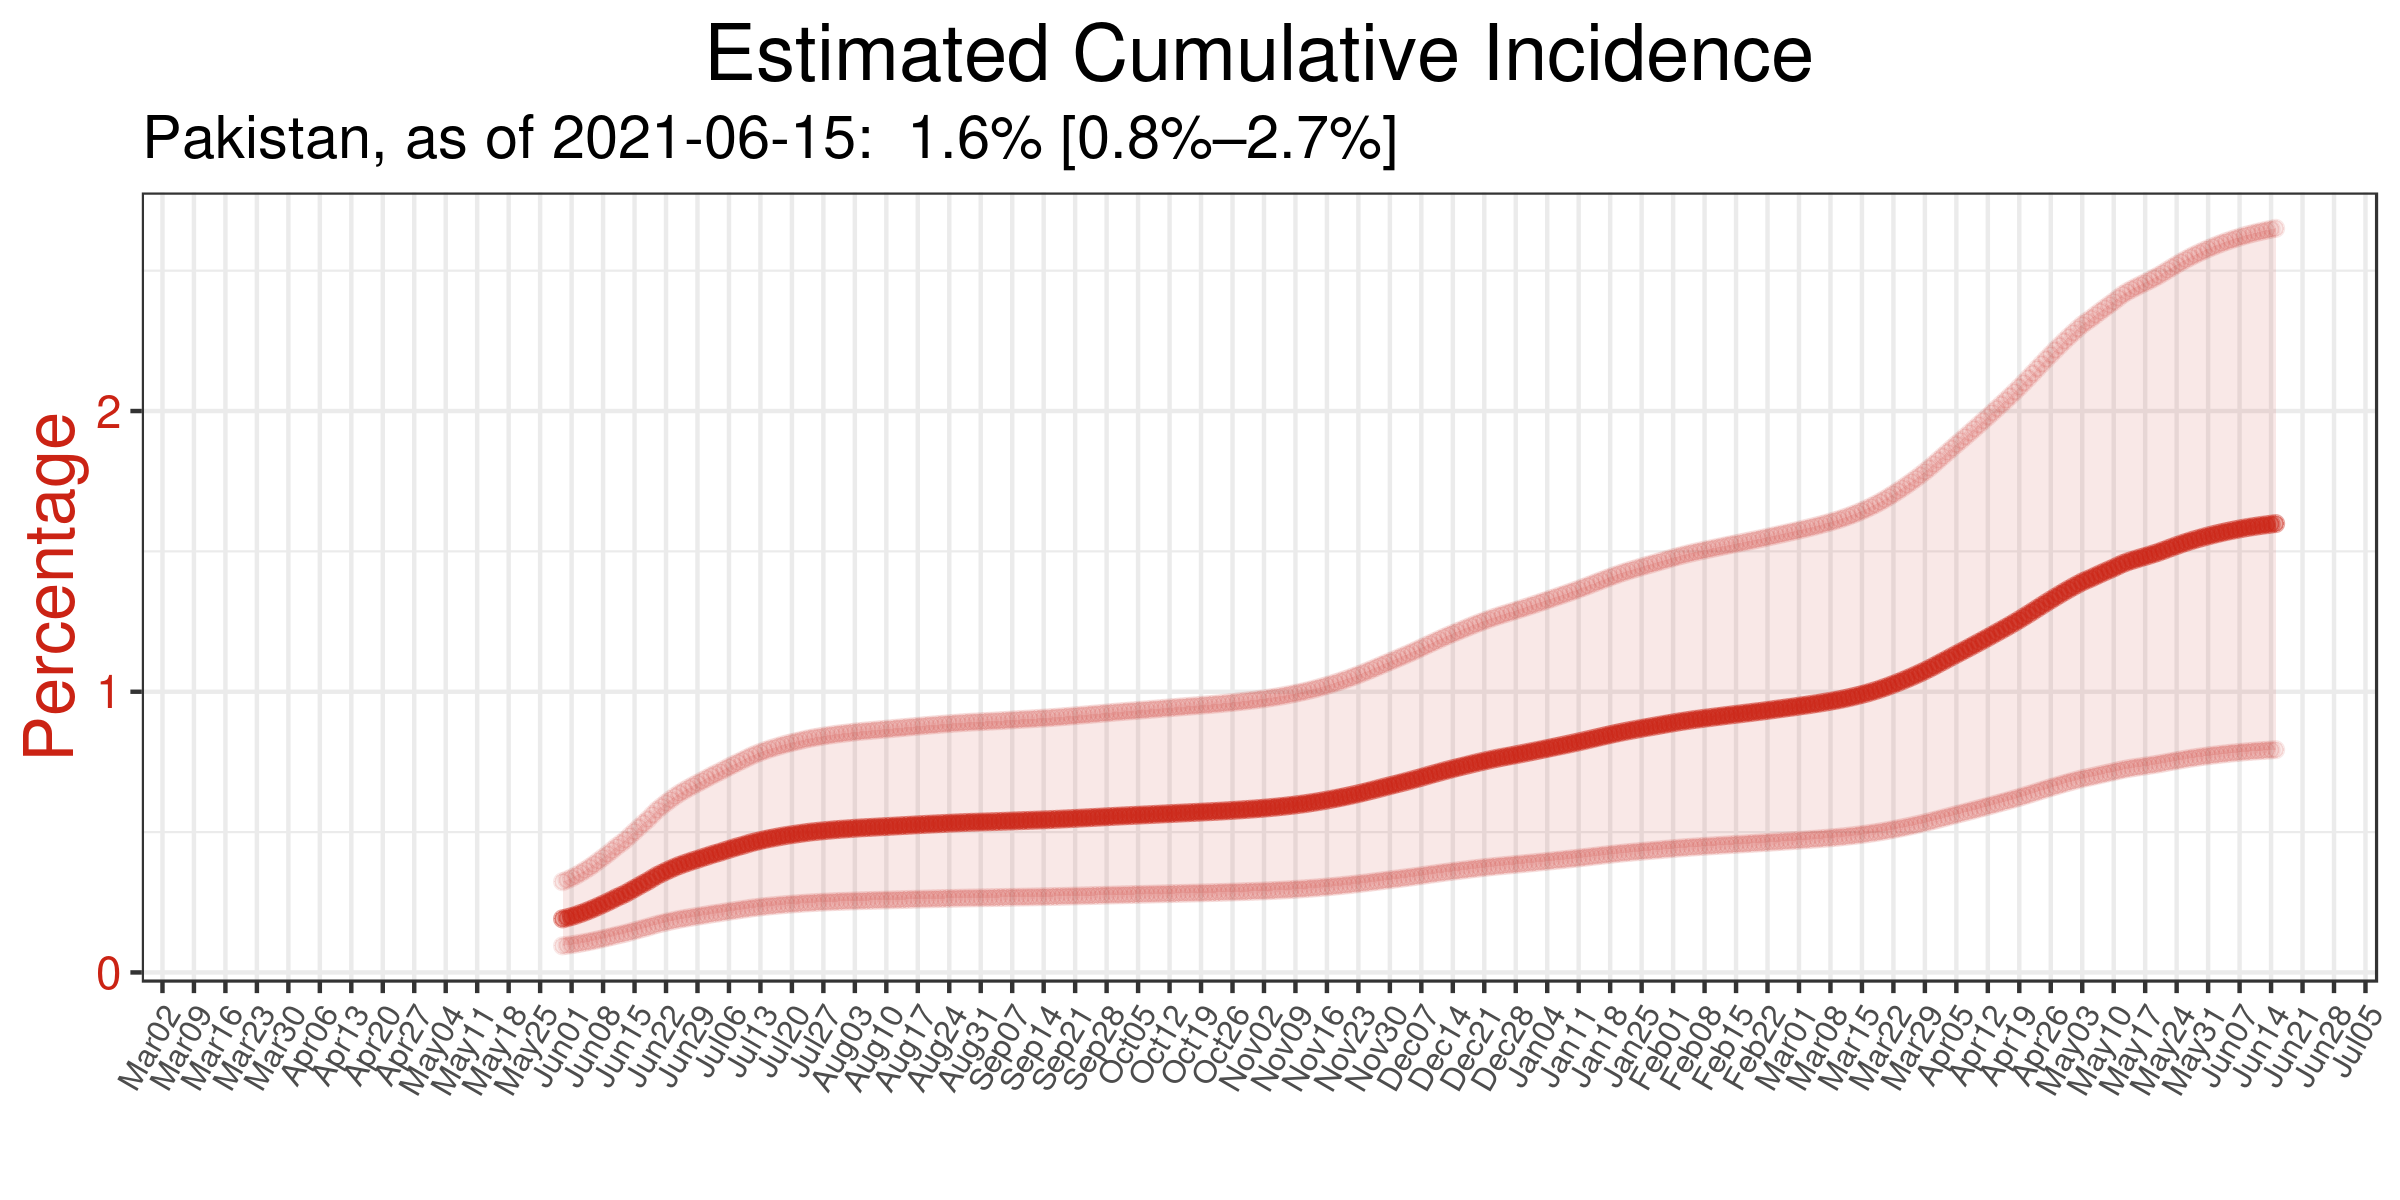 Estimated Cumulative Incidence
Pakistan, as of 2021-06-15: 1.6% [0.8%–2.7%]
Percentage
2
1
0
Mar02
Mar09
Mar16
Mar23
Mar30
Apr06
Apr13
Apr20
Apr27
May04
May11
May18
May25
Jun01
Jun08
Jun15
Jun22
Jun29
Jul06
Jul13
Jul20
Jul27
Aug03
Aug10
Aug17
Aug24
Aug31
Sep07
Sep14
Sep21
Sep28
Oct05
Oct12
Oct19
Oct26
Nov02
Nov09
Nov16
Nov23
Nov30
Dec07
Dec14
Dec21
Dec28
Jan04
Jan11
Jan18
Jan25
Feb01
Feb08
Feb15
Feb22
Mar01
Mar08
Mar15
Mar22
Mar29
Apr05
Apr12
Apr19
Apr26
May03
May10
May17
May24
May31
Jun07
Jun14
Jun21
Jun28
Jul05